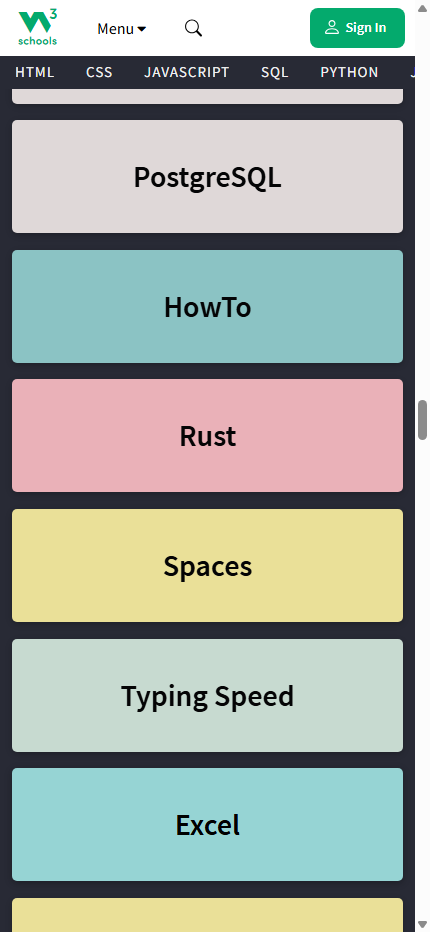 W3
schools
Menu
Sign In
HTML CSS JAVASCRIPT SQL PYTHON
PostgreSQL
HowTo
Rust
Spaces
Typing Speed
Excel